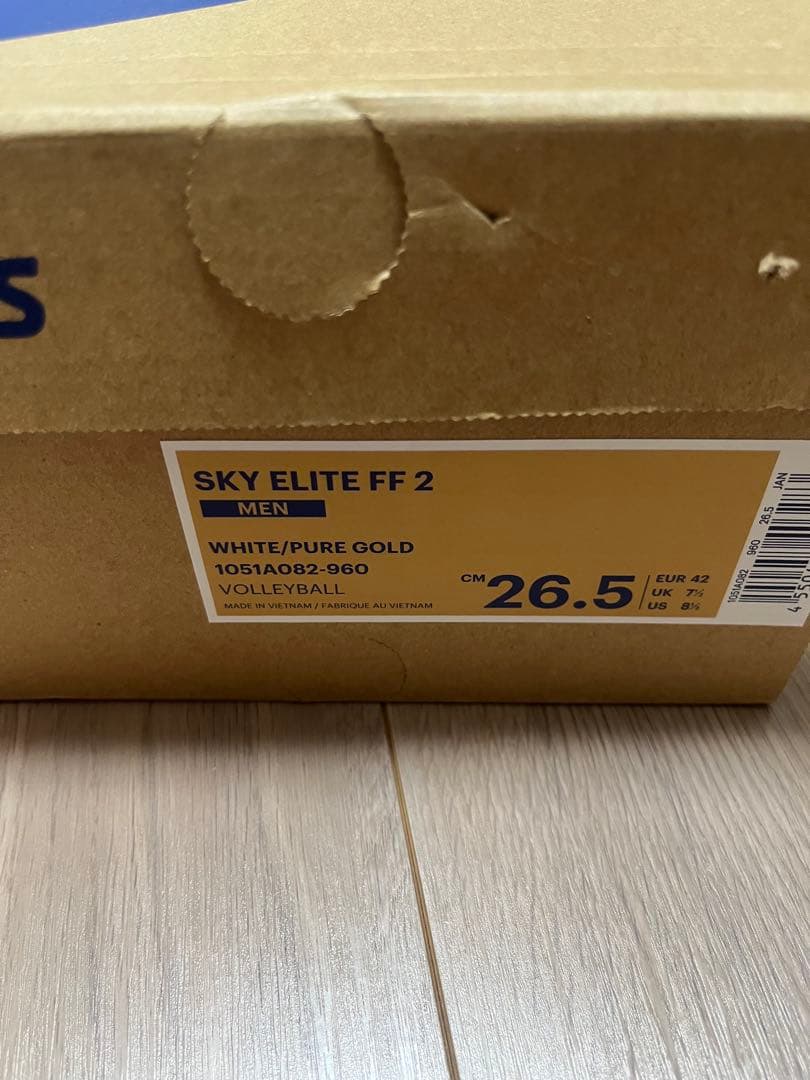 S
SKY ELITE FF 2
MEN
WHITE/PURE GOLD
1051A082-960
VOLLEYBALL
MADE IN VIETNAM / FABRIQUE AU VIETNAM
CM 26.5
EUR 42
UK 7½
US 8½
1051A082 960 26.5 JAN